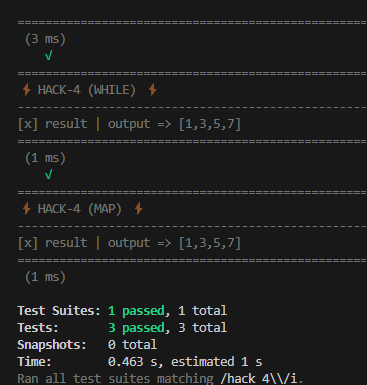 ==================================================
(3 ms)
√
==================================================
⚡ HACK-4 (WHILE) ⚡
--------------------------------------------------
[x] result | output => [1,3,5,7]
==================================================
(1 ms)
√
==================================================
⚡ HACK-4 (MAP) ⚡
--------------------------------------------------
[x] result | output => [1,3,5,7]
==================================================
(1 ms)
Test Suites: 1 passed, 1 total
Tests: 3 passed, 3 total
Snapshots: 0 total
Time: 0.463 s, estimated 1 s
Ran all test suites matching /hack 4\\/i.